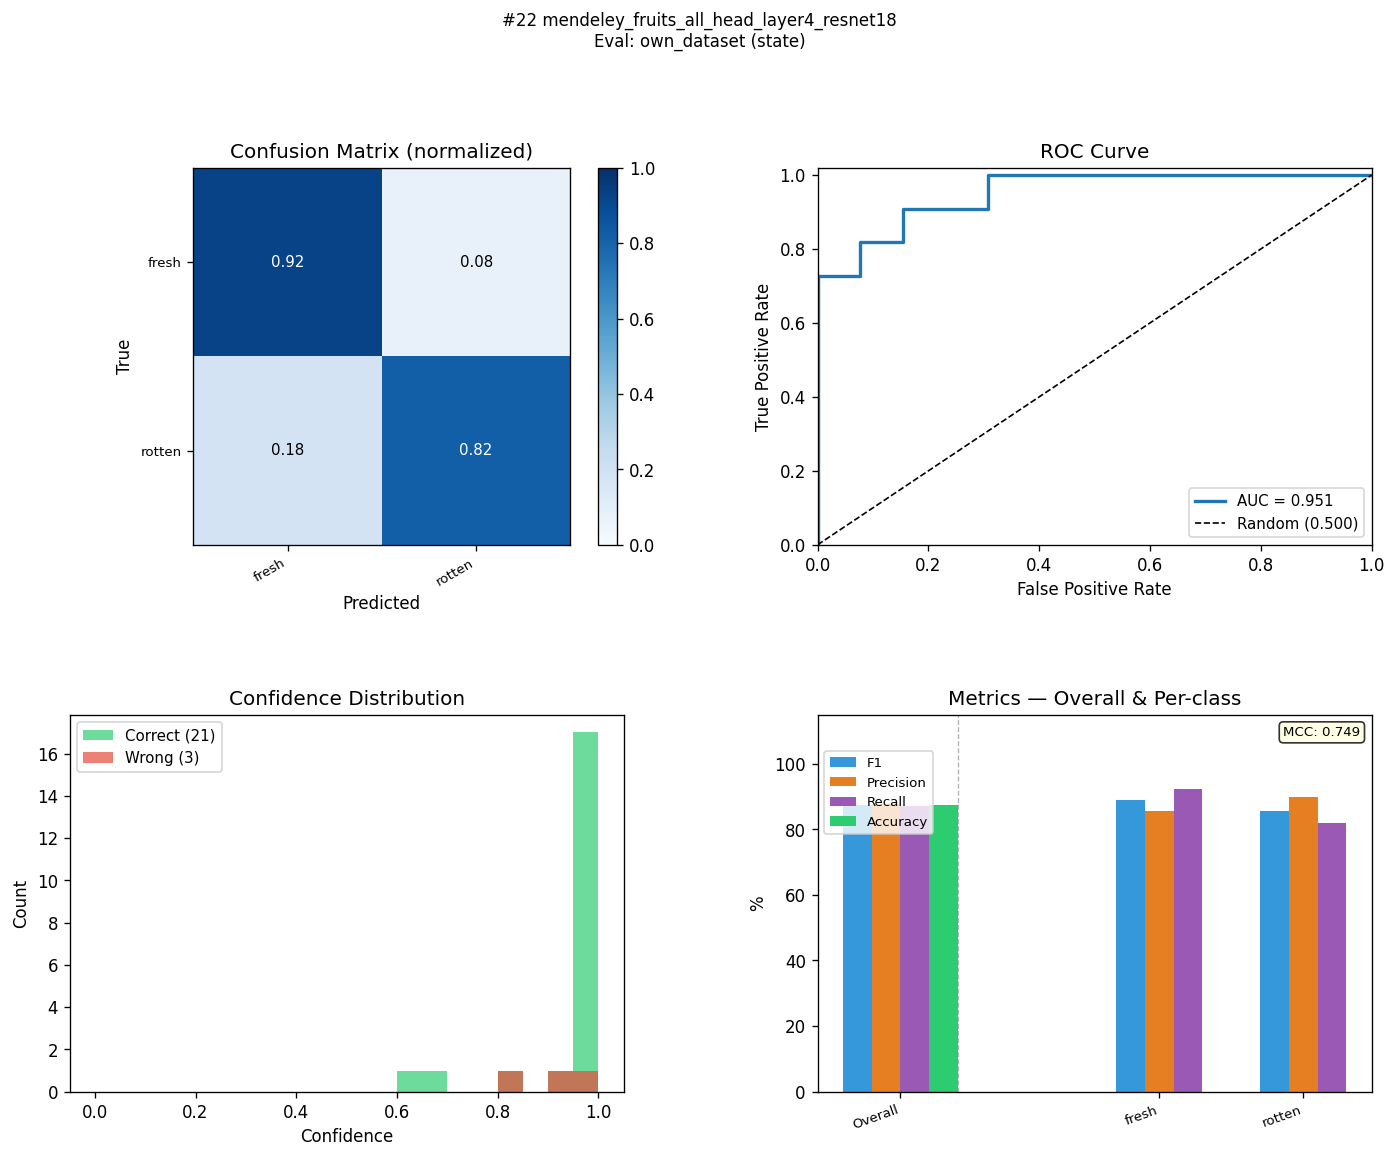 #22 mendeley_fruits_all_head_layer4_resnet18
Eval: own_dataset (state)
Confusion Matrix (normalized)
True
fresh
rotten
0.92
0.08
0.18
0.82
fresh
rotten
Predicted
1.0
0.8
0.6
0.4
0.2
0.0
ROC Curve
True Positive Rate
1.0
0.8
0.6
0.4
0.2
0.0
AUC = 0.951
Random (0.500)
0.0 0.2 0.4 0.6 0.8 1.0
False Positive Rate
Confidence Distribution
Correct (21)
Wrong (3)
Count
16
14
12
10
8
6
4
2
0
0.0 0.2 0.4 0.6 0.8 1.0
Confidence
Metrics — Overall & Per-class
MCC: 0.749
F1
Precision
Recall
Accuracy
%
100
80
60
40
20
0
Overall
fresh
rotten